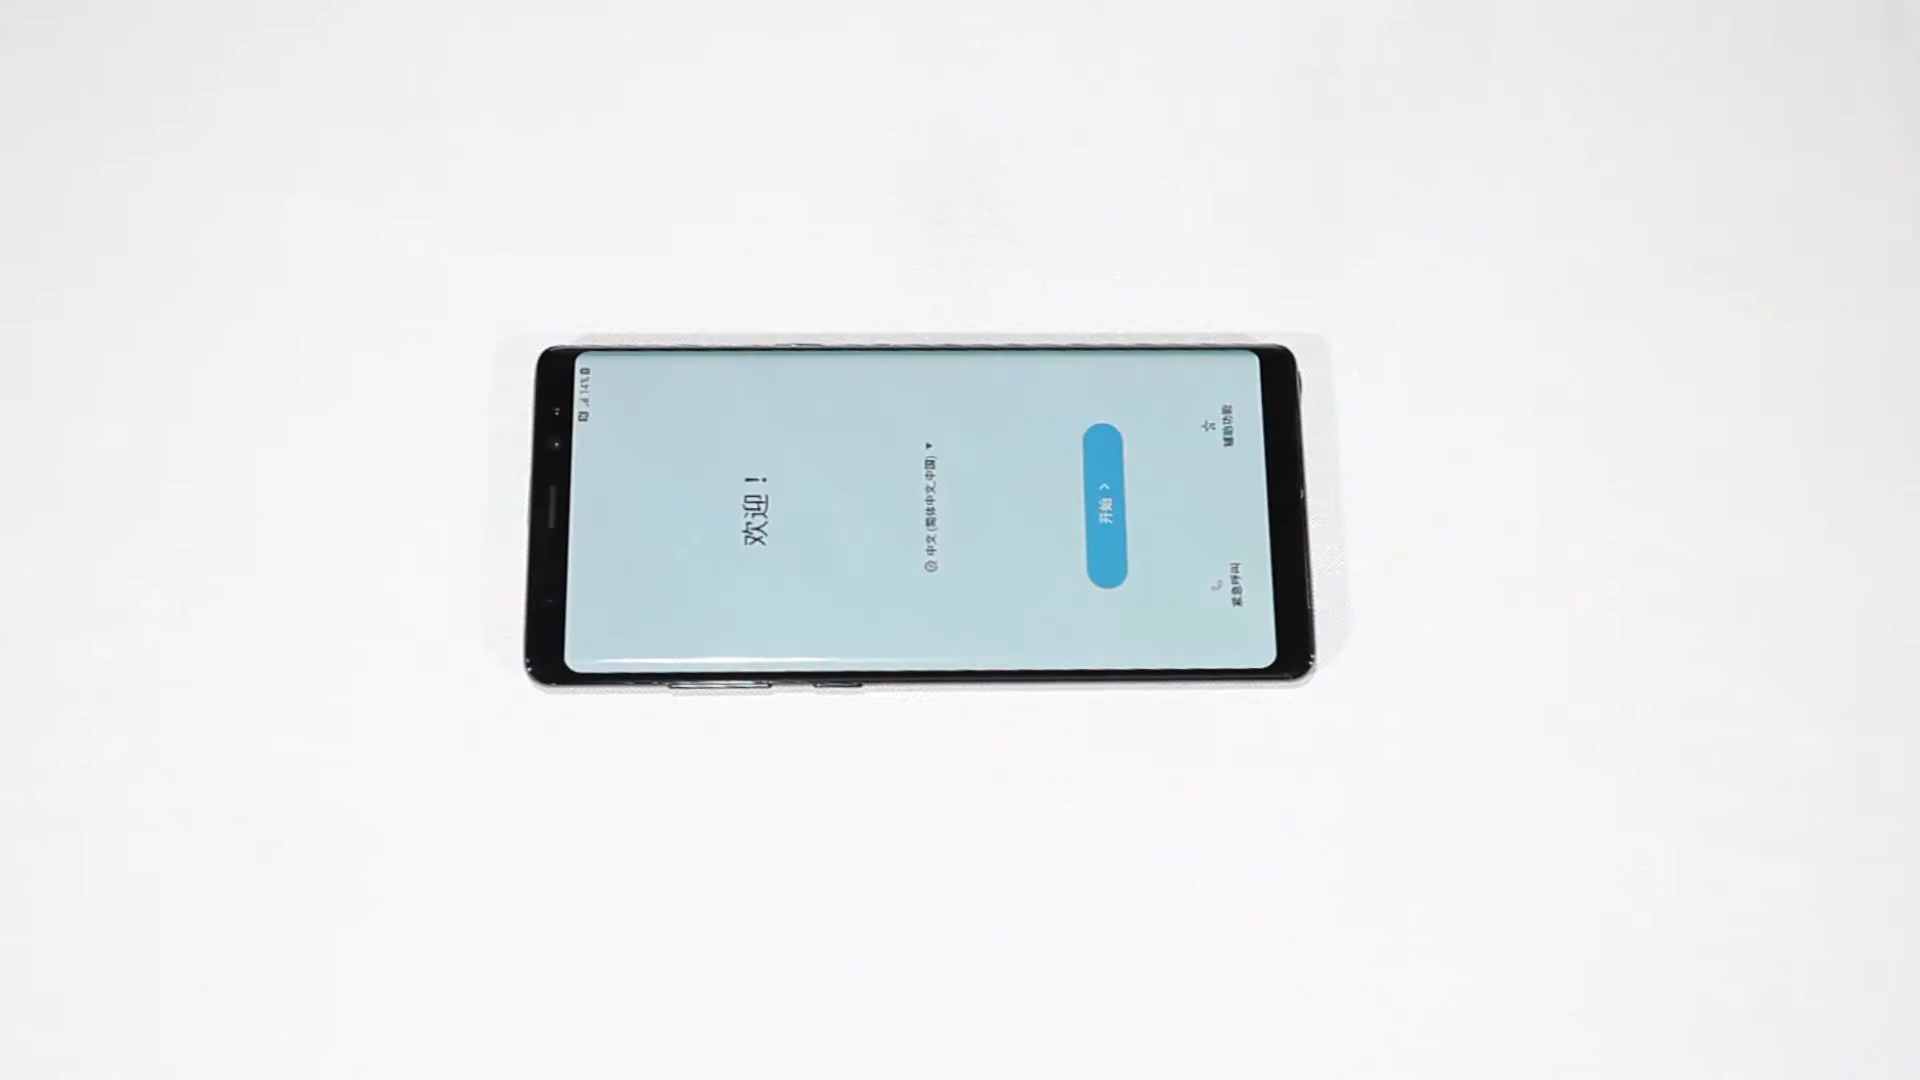 14%
欢迎！
中文 (简体中文,中国)
开始 >
紧急呼叫
辅助功能